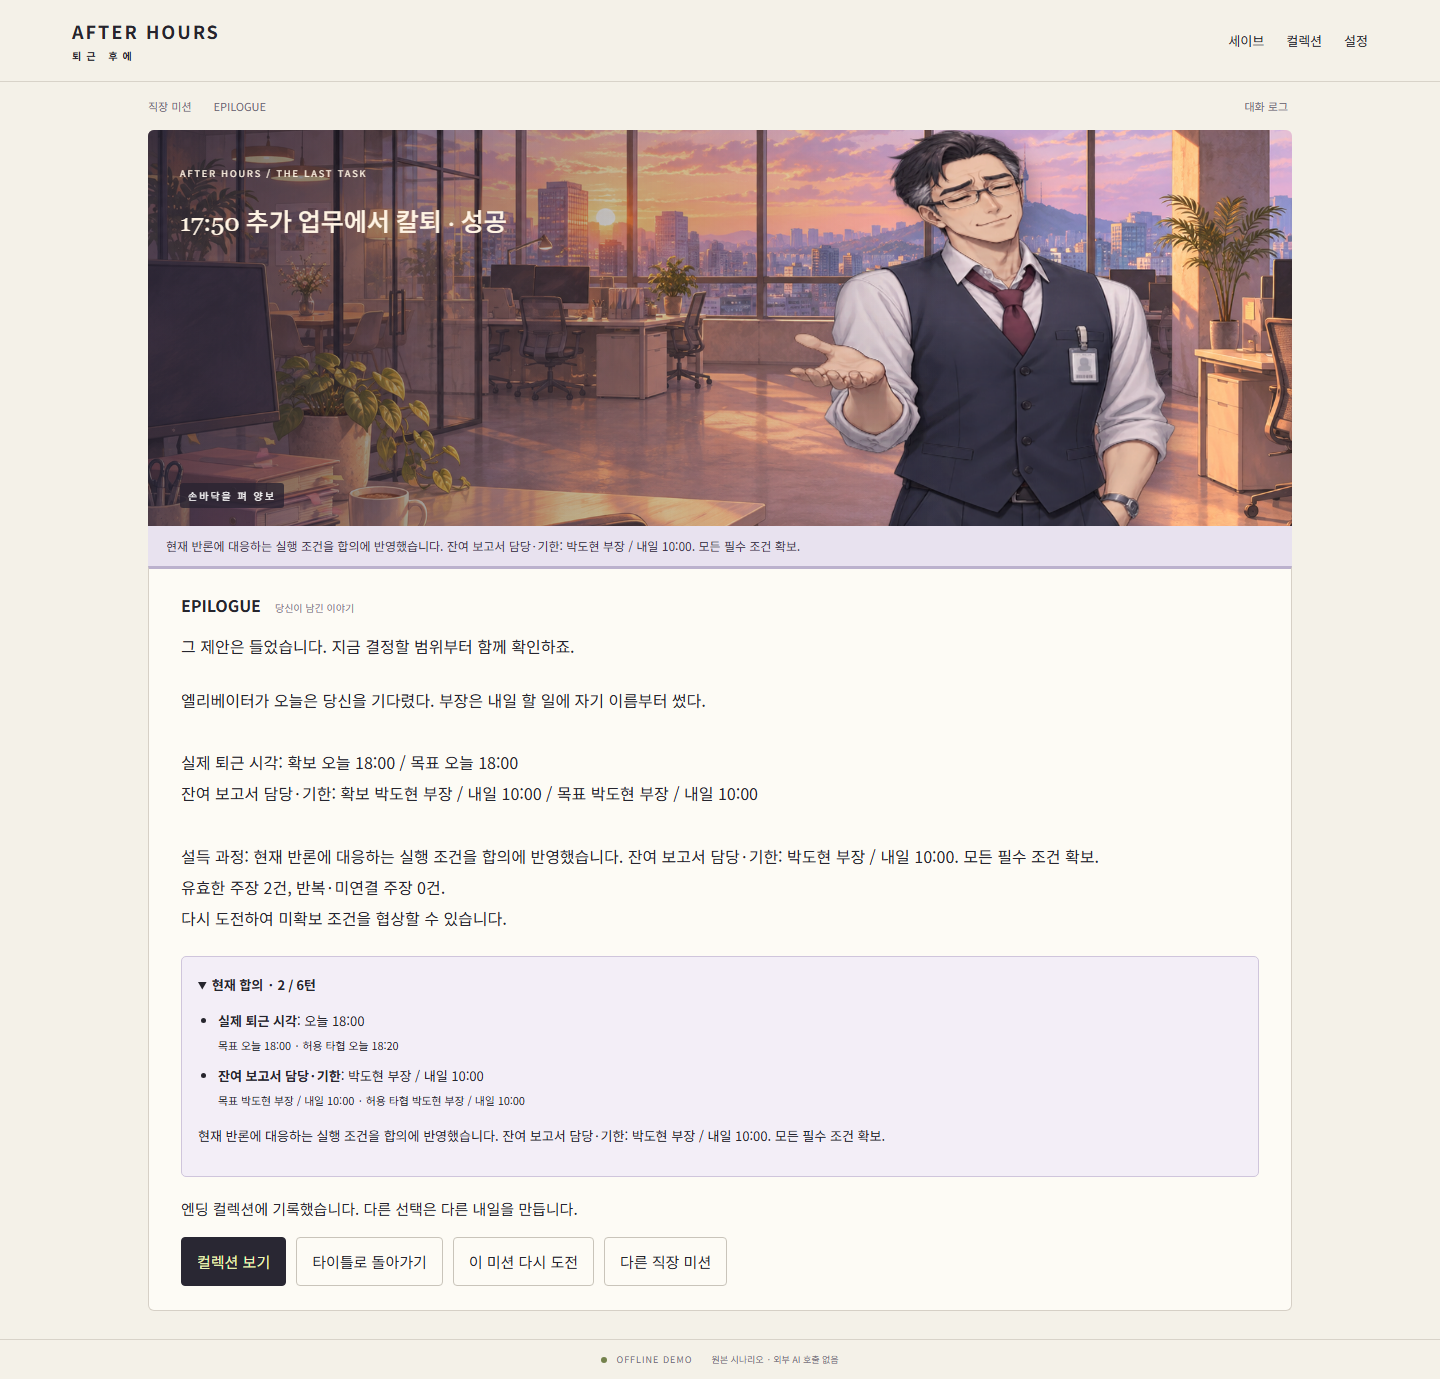 AFTER HOURS
퇴근 후에
세이브 컬렉션 설정
직장 미션 EPILOGUE 대화 로그
AFTER HOURS / THE LAST TASK
17:50 추가 업무에서 칼퇴 · 성공
손바닥을 펴 양보
현재 반론에 대응하는 실행 조건을 합의에 반영했습니다. 잔여 보고서 담당·기한: 박도현 부장 / 내일 10:00. 모든 필수 조건 확보.
EPILOGUE 당신이 남긴 이야기
그 제안은 들었습니다. 지금 결정할 범위부터 함께 확인하죠.
엘리베이터가 오늘은 당신을 기다렸다. 부장은 내일 할 일에 자기 이름부터 썼다.
실제 퇴근 시각: 확보 오늘 18:00 / 목표 오늘 18:00
잔여 보고서 담당·기한: 확보 박도현 부장 / 내일 10:00 / 목표 박도현 부장 / 내일 10:00
설득 과정: 현재 반론에 대응하는 실행 조건을 합의에 반영했습니다. 잔여 보고서 담당·기한: 박도현 부장 / 내일 10:00. 모든 필수 조건 확보.
유효한 주장 2건, 반복·미연결 주장 0건.
다시 도전하여 미확보 조건을 협상할 수 있습니다.
▼ 현재 합의 · 2 / 6턴
• 실제 퇴근 시각: 오늘 18:00
목표 오늘 18:00 · 허용 타협 오늘 18:20
• 잔여 보고서 담당·기한: 박도현 부장 / 내일 10:00
목표 박도현 부장 / 내일 10:00 · 허용 타협 박도현 부장 / 내일 10:00
현재 반론에 대응하는 실행 조건을 합의에 반영했습니다. 잔여 보고서 담당·기한: 박도현 부장 / 내일 10:00. 모든 필수 조건 확보.
엔딩 컬렉션에 기록했습니다. 다른 선택은 다른 내일을 만듭니다.
컬렉션 보기 타이틀로 돌아가기 이 미션 다시 도전 다른 직장 미션
OFFLINE DEMO 원본 시나리오 · 외부 AI 호출 없음